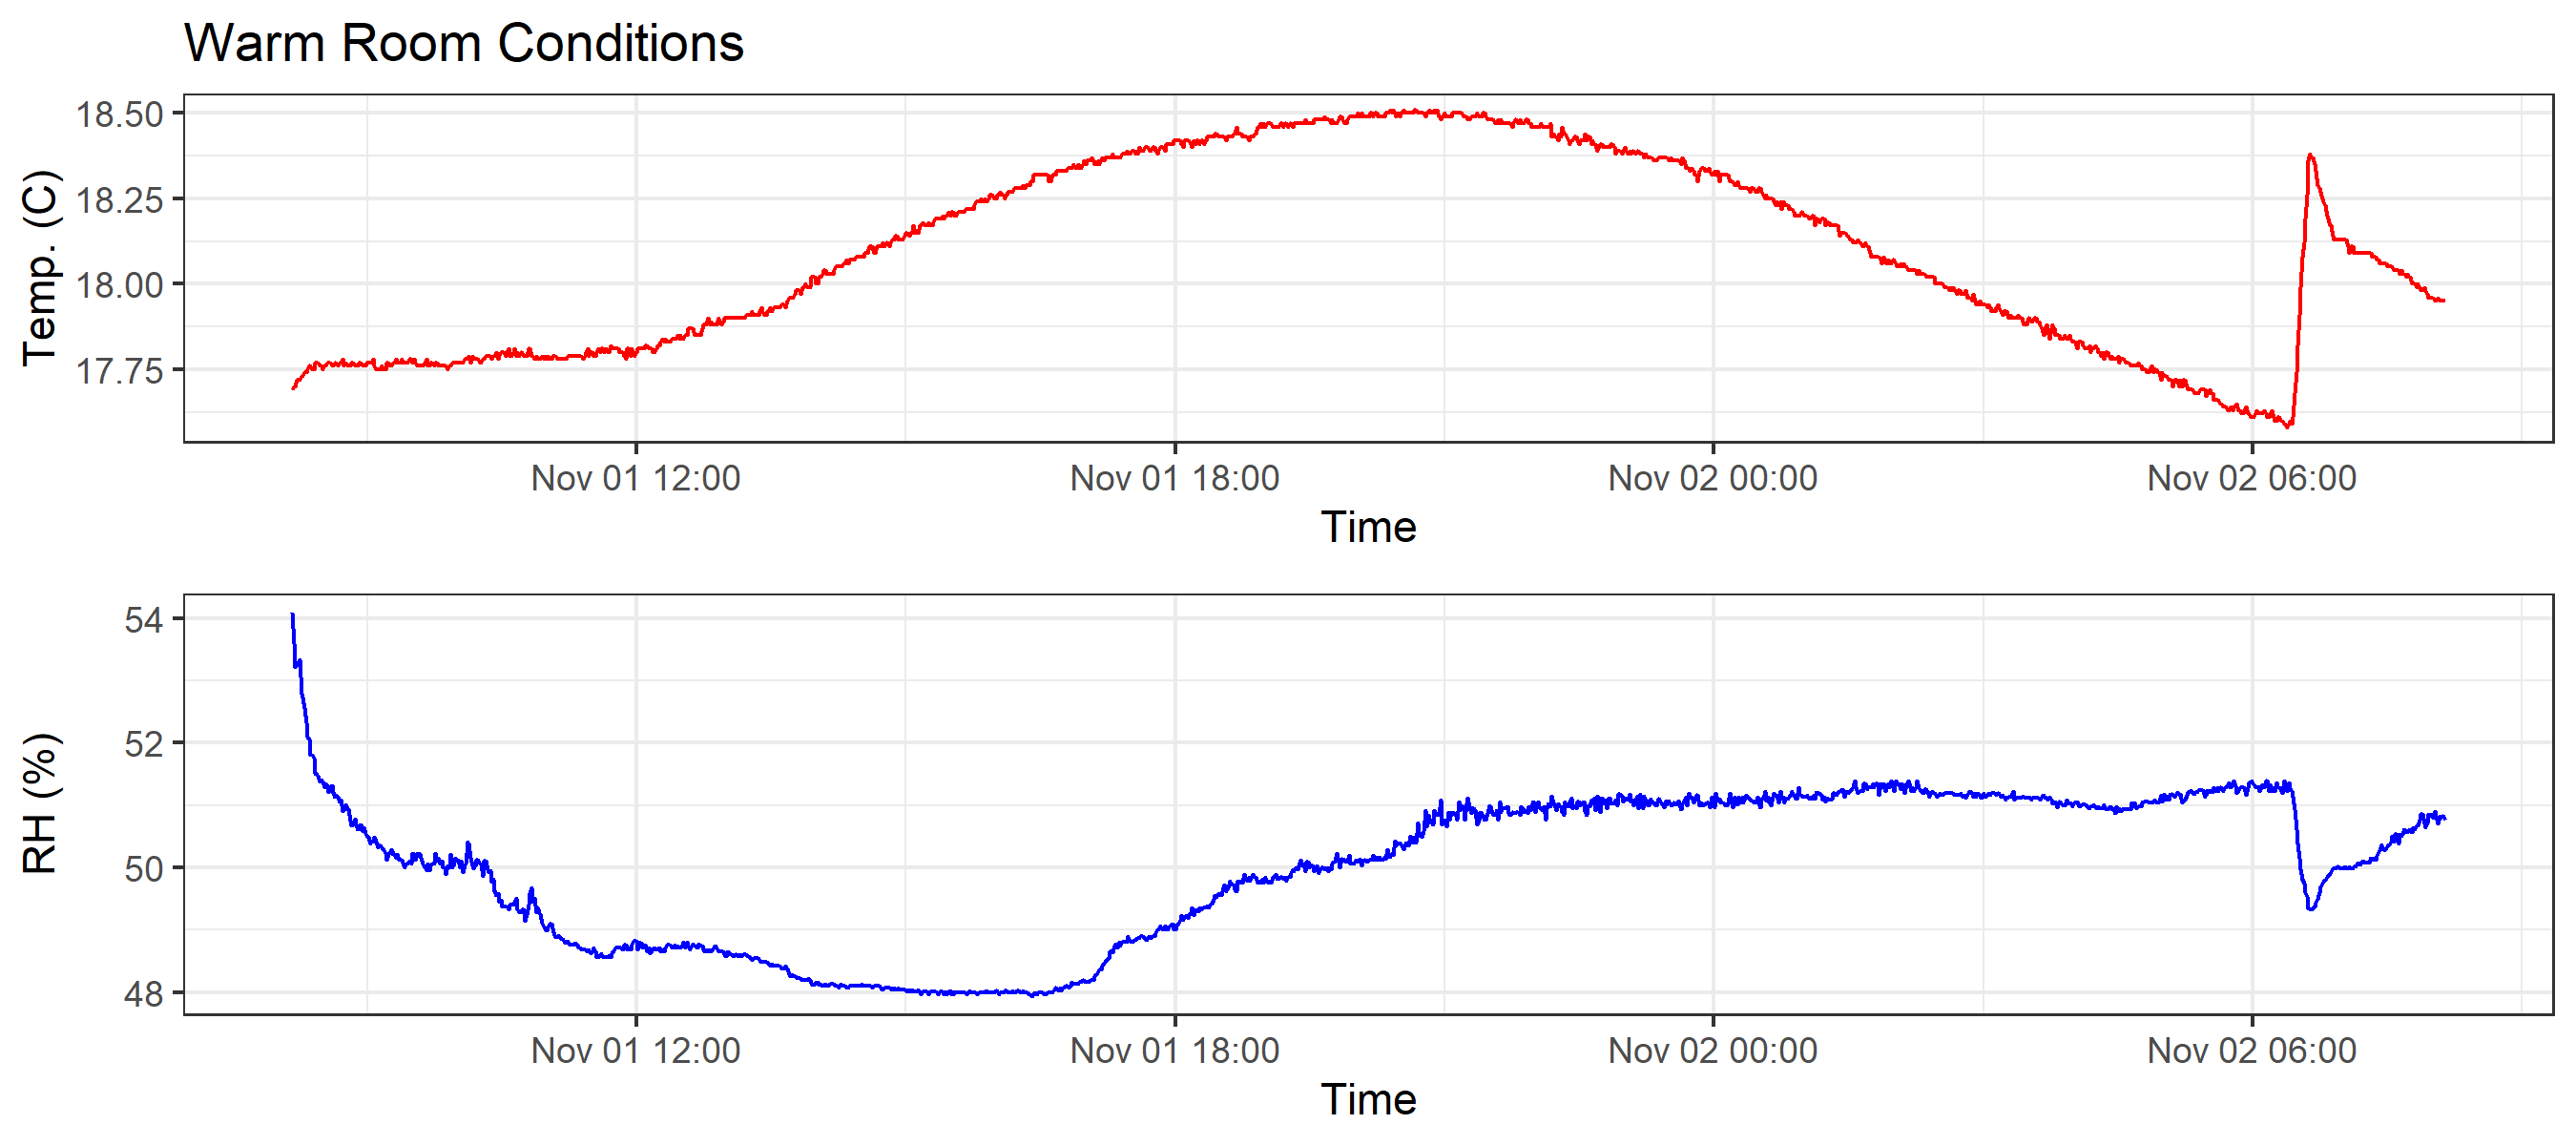 Warm Room Conditions
Temp. (C)
18.50
18.25
18.00
17.75
Nov 01 12:00 Nov 01 18:00 Nov 02 00:00 Nov 02 06:00
Time
RH (%)
54
52
50
48
Nov 01 12:00 Nov 01 18:00 Nov 02 00:00 Nov 02 06:00
Time